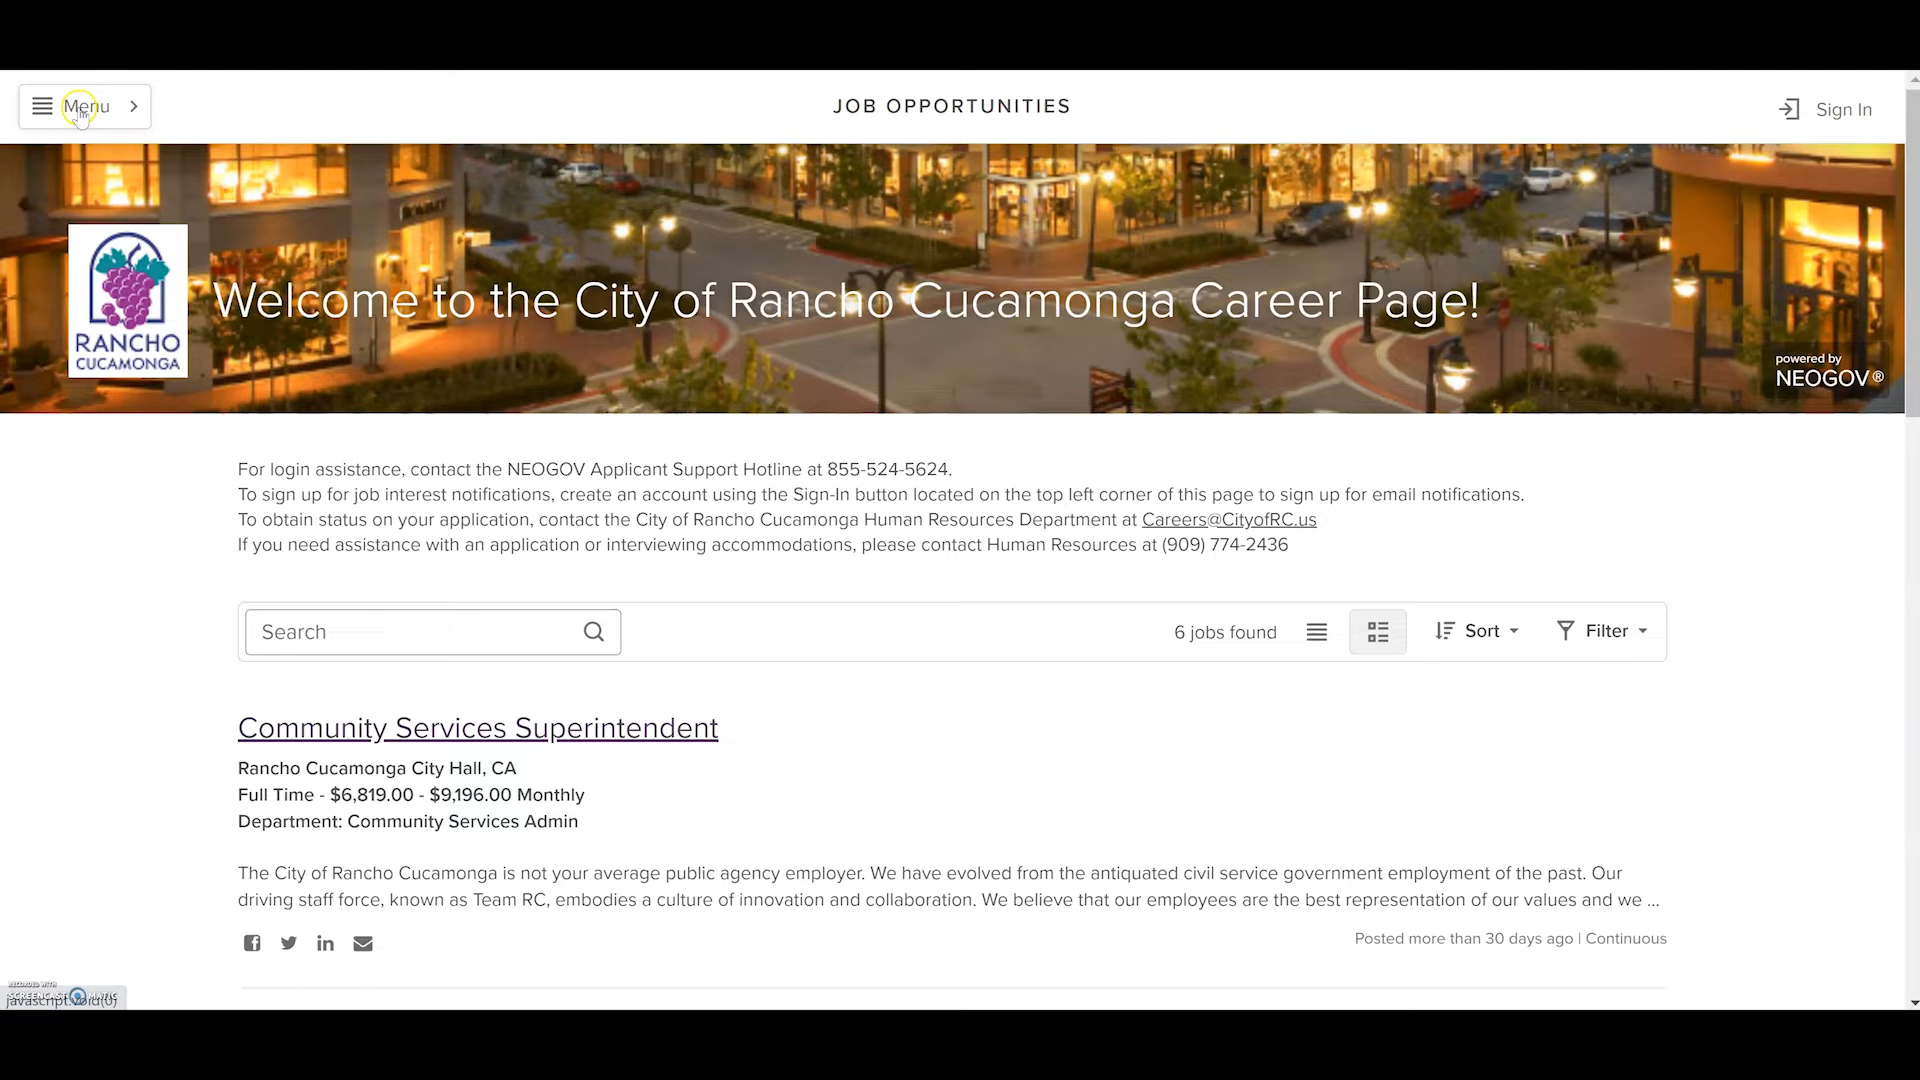 Menu
JOB OPPORTUNITIES
Sign In
Welcome to the City of Rancho Cucamonga Career Page!
RANCHO
CUCAMONGA
powered by
NEOGOV®
For login assistance, contact the NEOGOV Applicant Support Hotline at 855-524-5624.
To sign up for job interest notifications, create an account using the Sign-In button located on the top left corner of this page to sign up for email notifications.
To obtain status on your application, contact the City of Rancho Cucamonga Human Resources Department at Careers@CityofRC.us
If you need assistance with an application or interviewing accommodations, please contact Human Resources at (909) 774-2436
Search
6 jobs found
Sort
Filter
Community Services Superintendent
Rancho Cucamonga City Hall, CA
Full Time - $6,819.00 - $9,196.00 Monthly
Department: Community Services Admin
The City of Rancho Cucamonga is not your average public agency employer. We have evolved from the antiquated civil service government employment of the past. Our
driving staff force, known as Team RC, embodies a culture of innovation and collaboration. We believe that our employees are the best representation of our values and we ...
Posted more than 30 days ago | Continuous
RECORDED WITH
SCREENCAST MATIC
javascript:void(0)